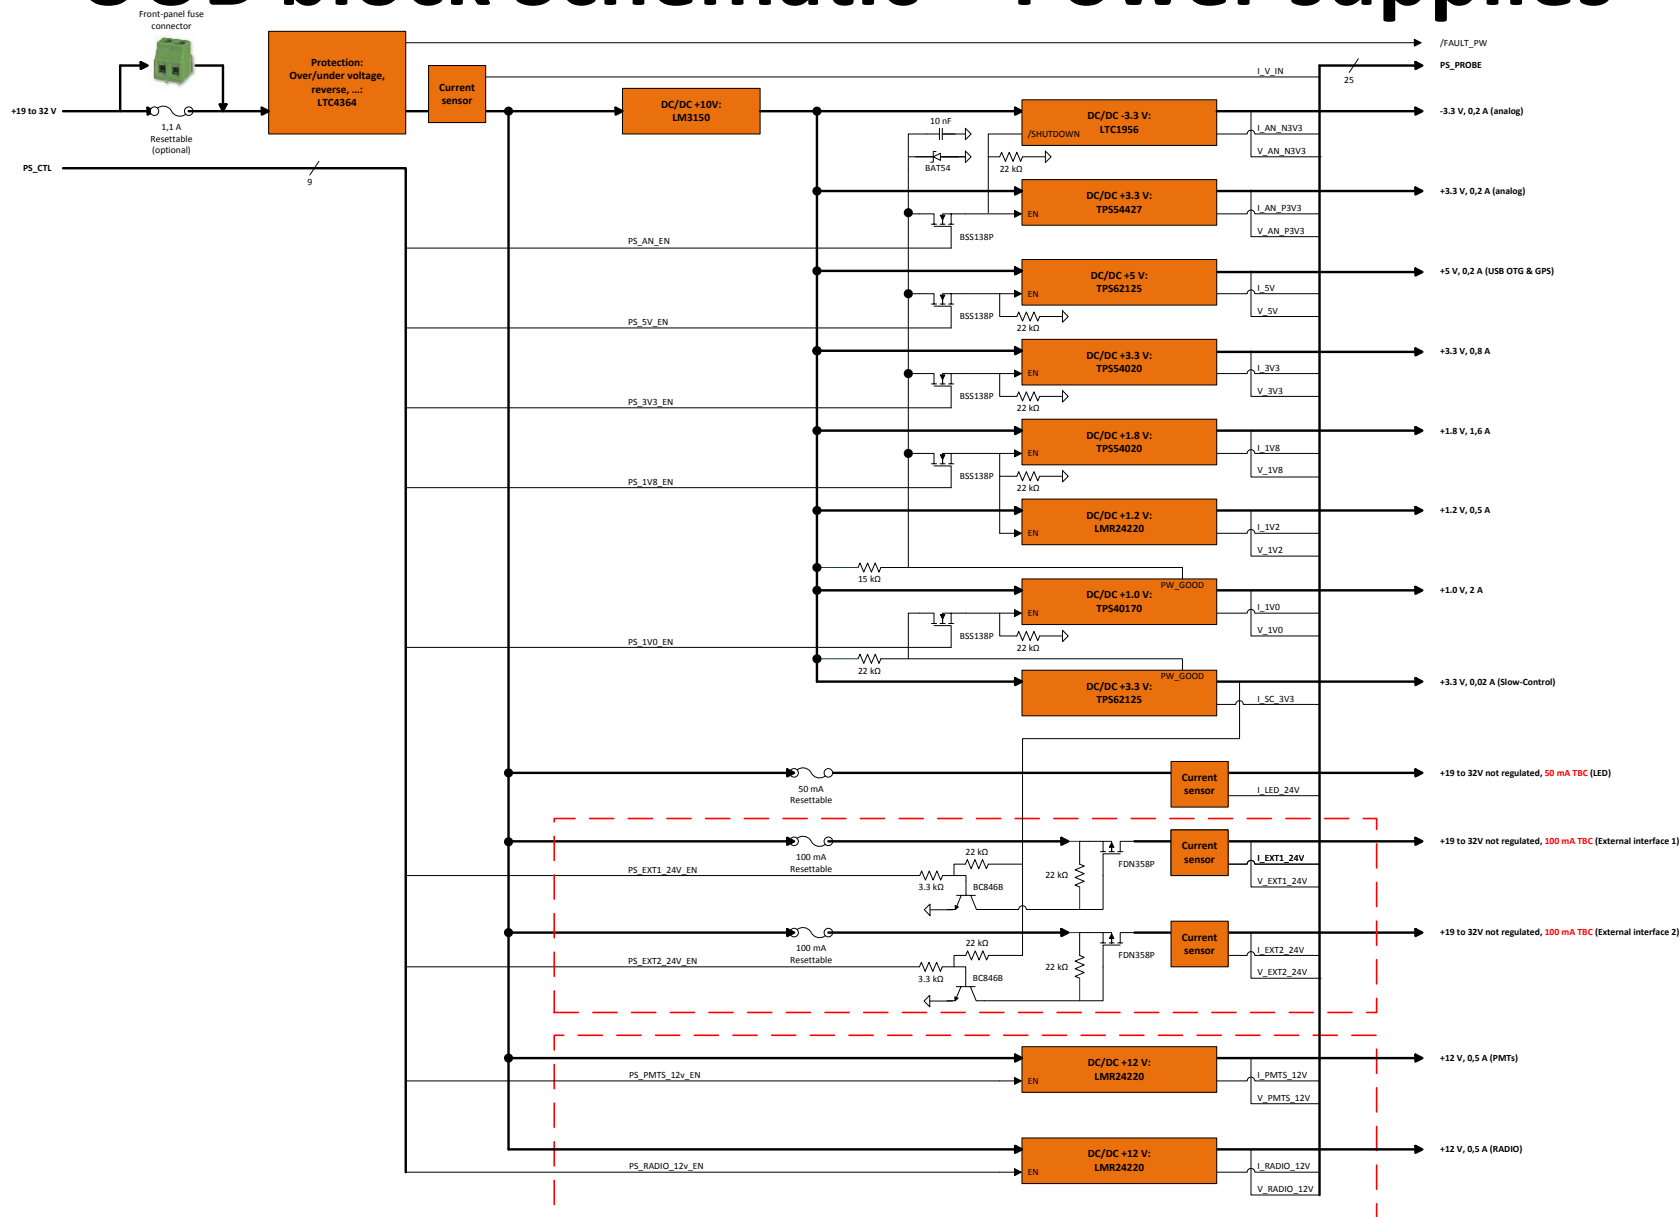 Front-panel fuse
connector
/FAULT_PW
PS_PROBE
25
I_V_IN
Protection:
Over/under voltage,
reverse, ...:
LTC4364
Current
sensor
+19 to 32 V
1,1 A
Resettable
(optional)
DC/DC +10V:
LM3150
10 nF
BAT54
DC/DC -3.3 V:
LTC1956
/SHUTDOWN
22 kΩ
I_AN_N3V3
V_AN_N3V3
-3.3 V, 0,2 A (analog)
PS_CTL
9
DC/DC +3.3 V:
TPS54427
EN
BSS138P
PS_AN_EN
I_AN_P3V3
V_AN_P3V3
+3.3 V, 0,2 A (analog)
DC/DC +5 V:
TPS62125
EN
BSS138P
22 kΩ
PS_5V_EN
I_5V
V_5V
+5 V, 0,2 A (USB OTG & GPS)
DC/DC +3.3 V:
TPS54020
EN
BSS138P
22 kΩ
PS_3V3_EN
I_3V3
V_3V3
+3.3 V, 0,8 A
DC/DC +1.8 V:
TPS54020
EN
BSS138P
22 kΩ
PS_1V8_EN
I_1V8
V_1V8
+1.8 V, 1,6 A
DC/DC +1.2 V:
LMR24220
EN
I_1V2
V_1V2
+1.2 V, 0,5 A
15 kΩ
PW_GOOD
DC/DC +1.0 V:
TPS40170
EN
BSS138P
22 kΩ
PS_1V0_EN
I_1V0
V_1V0
+1.0 V, 2 A
22 kΩ
PW_GOOD
DC/DC +3.3 V:
TPS62125
I_SC_3V3
+3.3 V, 0,02 A (Slow-Control)
50 mA
Resettable
Current
sensor
I_LED_24V
+19 to 32V not regulated, 50 mA TBC (LED)
100 mA
Resettable
PS_EXT1_24V_EN
3.3 kΩ
22 kΩ
BC846B
22 kΩ
FDN358P
Current
sensor
I_EXT1_24V
V_EXT1_24V
+19 to 32V not regulated, 100 mA TBC (External interface 1)
100 mA
Resettable
PS_EXT2_24V_EN
3.3 kΩ
22 kΩ
BC846B
22 kΩ
FDN358P
Current
sensor
I_EXT2_24V
V_EXT2_24V
+19 to 32V not regulated, 100 mA TBC (External interface 2)
DC/DC +12 V:
LMR24220
EN
PS_PMTS_12v_EN
I_PMTS_12V
V_PMTS_12V
+12 V, 0,5 A (PMTs)
DC/DC +12 V:
LMR24220
EN
PS_RADIO_12v_EN
I_RADIO_12V
V_RADIO_12V
+12 V, 0,5 A (RADIO)